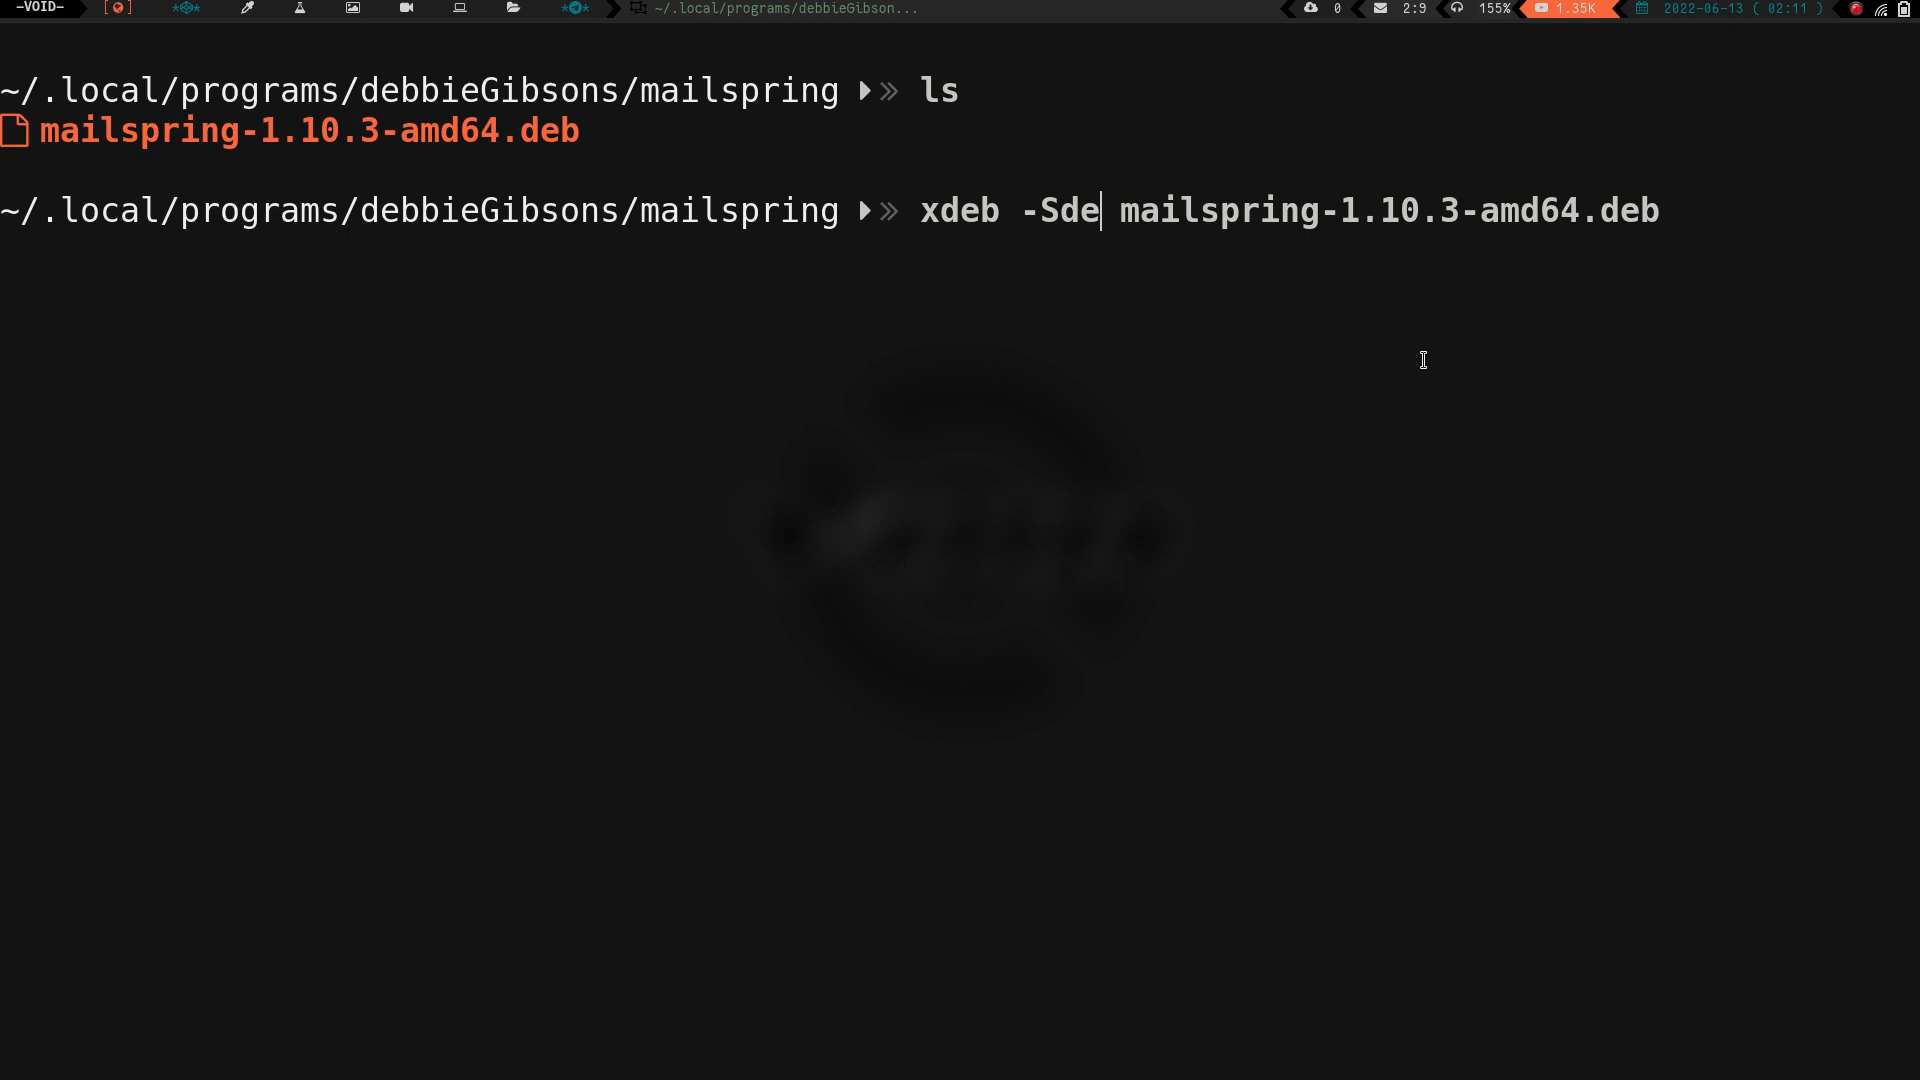 —VOID—
~/.local/programs/debbieGibson...
0
2:9
155%
1.35K
2022-06-13 ( 02:11 )
~/.local/programs/debbieGibsons/mailspring ls
mailspring-1.10.3-amd64.deb
~/.local/programs/debbieGibsons/mailspring xdeb -Sde mailspring-1.10.3-amd64.deb